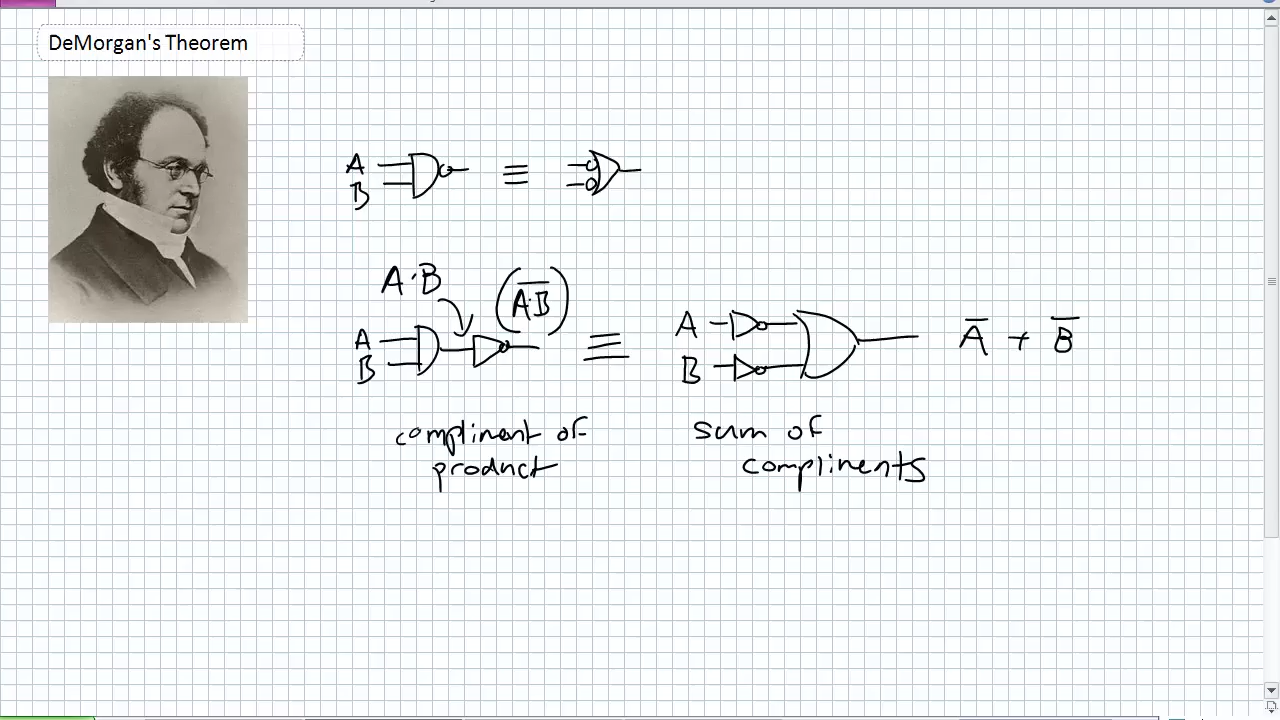 DeMorgan's Theorem
A
B
≡
A·B
(A̅·̅B̅)
A
B
≡
A
B
A̅ + B̅
compliment of
product
sum of
compliments